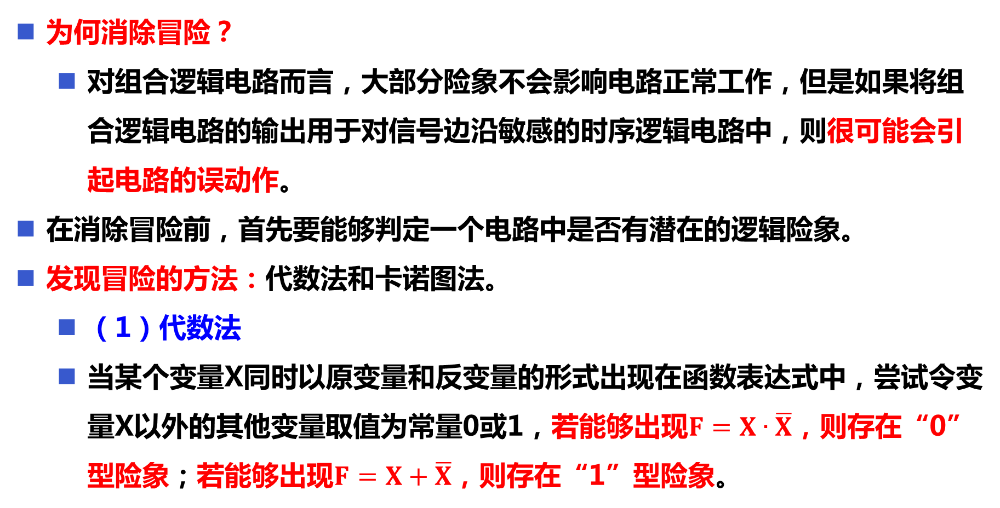 为何消除冒险？
对组合逻辑电路而言，大部分险象不会影响电路正常工作，但是如果将组
合逻辑电路的输出用于对信号边沿敏感的时序逻辑电路中，则很可能会引
起电路的误动作。
在消除冒险前，首先要能够判定一个电路中是否有潜在的逻辑险象。
发现冒险的方法：代数法和卡诺图法。
（1）代数法
当某个变量X同时以原变量和反变量的形式出现在函数表达式中，尝试令变
量X以外的其他变量取值为常量0或1，若能够出现F = X · X̅，则存在“0”
型险象；若能够出现F = X + X̅，则存在“1”型险象。